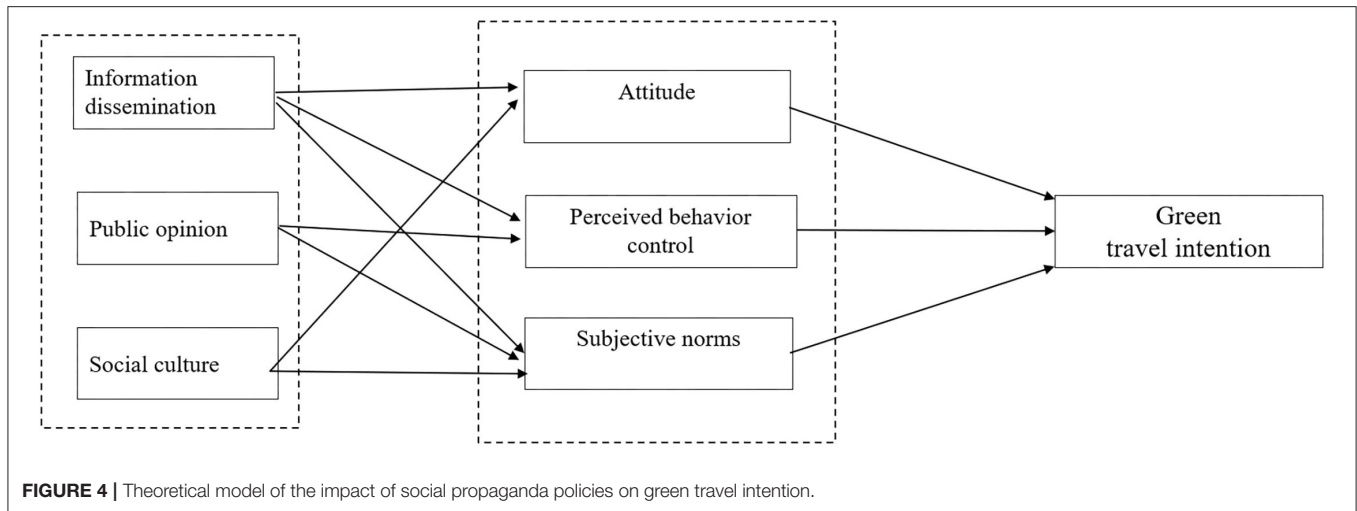 Information
dissemination
Public opinion
Social culture
Attitude
Perceived behavior
control
Subjective norms
Green
travel intention
FIGURE 4 | Theoretical model of the impact of social propaganda policies on green travel intention.